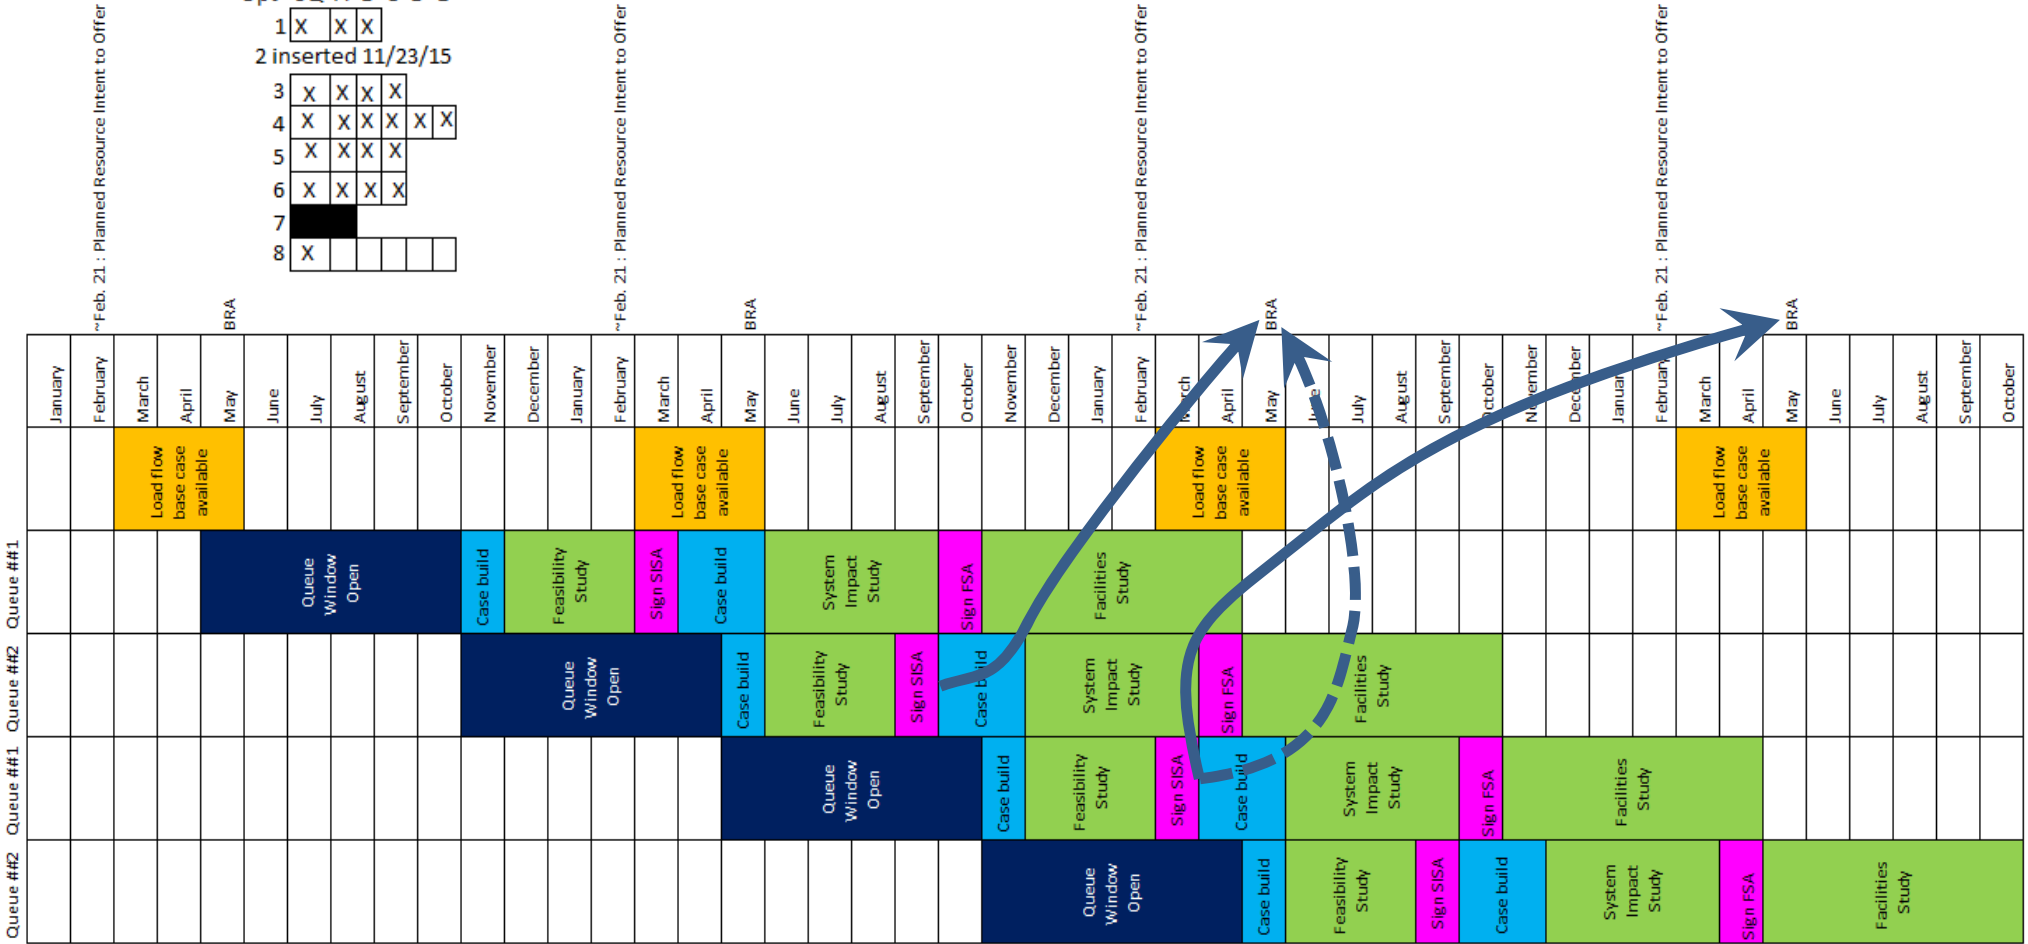 1 X X X
2 inserted 11/23/15
3 X X X X
4 X X X X X X
5 X X X X
6 X X X X
7
8 X
~Feb. 21 : Planned Resource Intent to Offer
~Feb. 21 : Planned Resource Intent to Offer
~Feb. 21 : Planned Resource Intent to Offer
~Feb. 21 : Planned Resource Intent to Offer
BRA
BRA
BRA
BRA
January
February
March
April
May
June
July
August
September
October
November
December
January
February
March
April
May
June
July
August
September
October
November
December
January
February
March
April
May
June
July
August
September
October
November
December
January
February
March
April
May
June
July
August
September
October
Load flow
base case
available
Load flow
base case
available
Load flow
base case
available
Load flow
base case
available
Queue ##1
Queue
Window
Open
Case build
Feasibility
Study
Sign SISA
Case build
System
Impact
Study
Sign FSA
Facilities
Study
Queue ##2
Queue
Window
Open
Case build
Feasibility
Study
Sign SISA
Case build
System
Impact
Study
Sign FSA
Facilities
Study
Queue ##1
Queue
Window
Open
Case build
Feasibility
Study
Sign SISA
Case build
System
Impact
Study
Sign FSA
Facilities
Study
Queue ##2
Queue
Window
Open
Case build
Feasibility
Study
Sign SISA
Case build
System
Impact
Study
Sign FSA
Facilities
Study